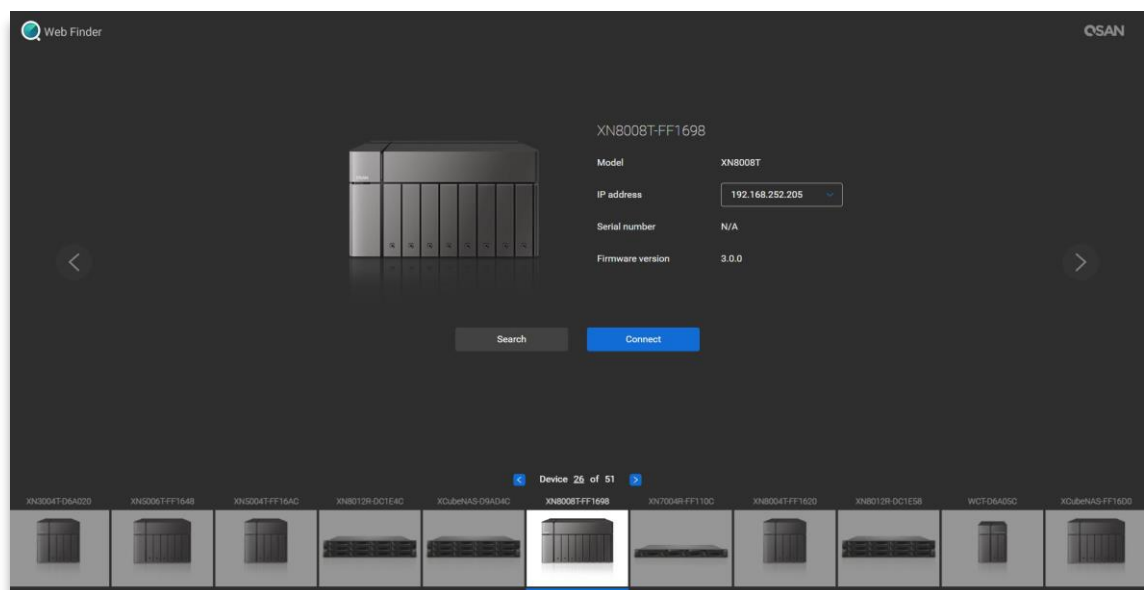 Web Finder
QSAN
XN8008T-FF1698
Model XN8008T
IP address 192.168.252.205
Serial number N/A
Firmware version 3.0.0
Search Connect
Device 26 of 51
XN3004T-D6A020 XN5006T-FF1648 XN5004T-FF16AC XN8012R-DC1E4C XCubeNAS-D9AD4C XN8008T-FF1698 XN7004R-FF110C XN8004T-FF1620 XN8012R-DC1E58 WCT-D6A05C XCubeNAS-FF16D0